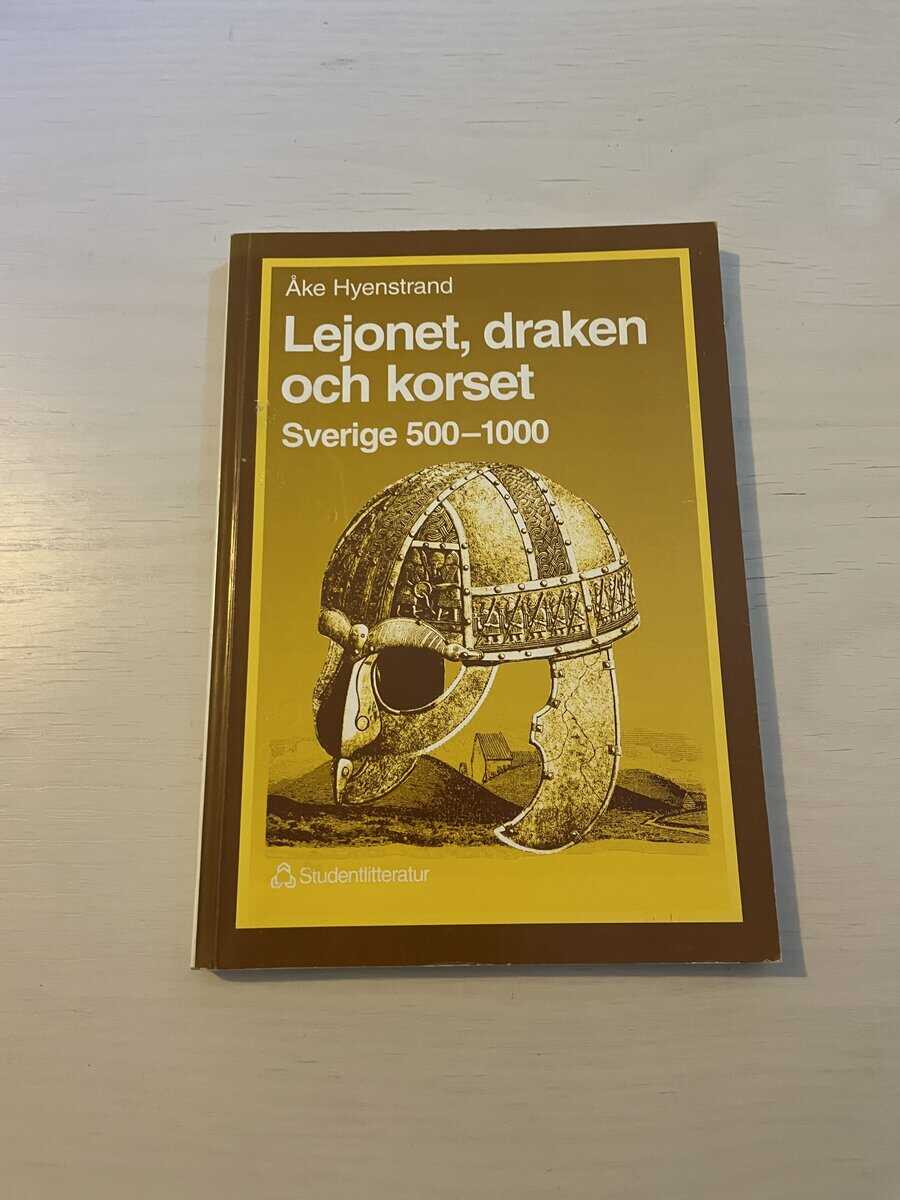 Åke Hyenstrand
Lejonet, draken
och korset
Sverige 500–1000
Studentlitteratur